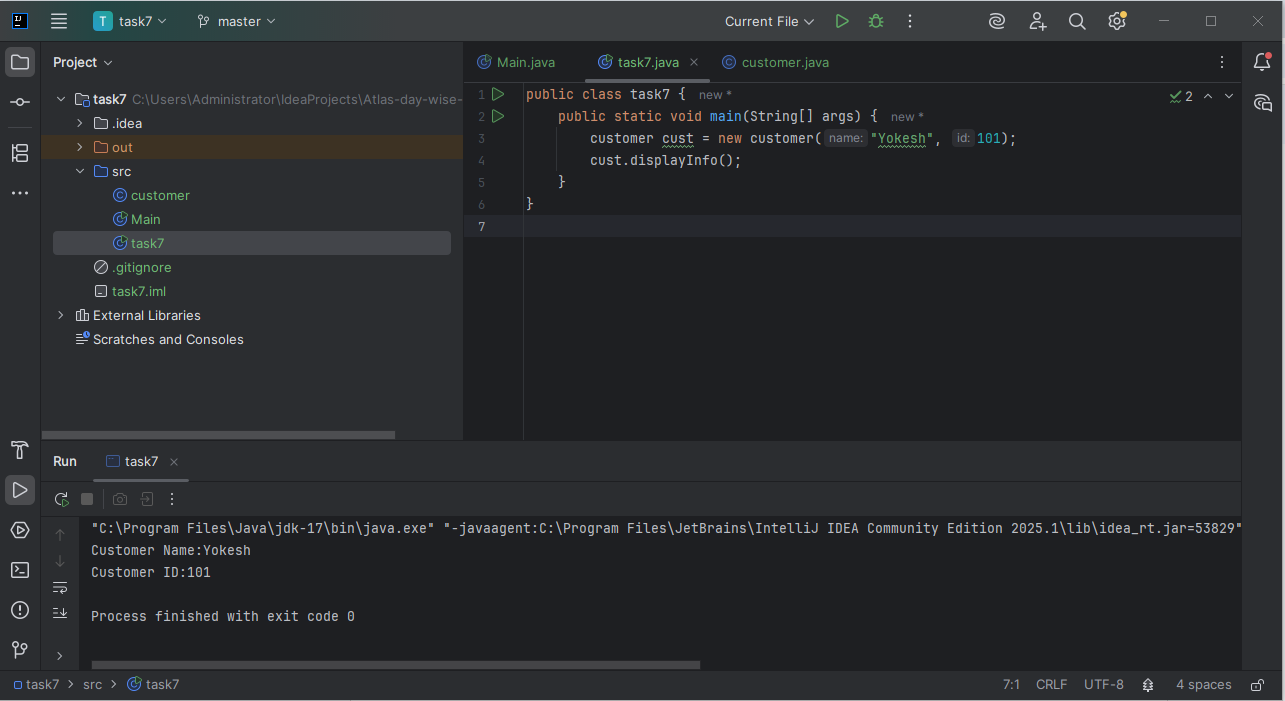 T task7 master Current File
Project
task7 C:\Users\Administrator\IdeaProjects\Atlas-day-wise-
.idea
out
src
customer
Main
task7
.gitignore
task7.iml
External Libraries
Scratches and Consoles
Main.java task7.java customer.java
1 public class task7 { new *
2 public static void main(String[] args) { new *
3 customer cust = new customer( name: "Yokesh", id: 101);
4 cust.displayInfo();
5 }
6 }
7
2
Run task7
"C:\Program Files\Java\jdk-17\bin\java.exe" "-javaagent:C:\Program Files\JetBrains\IntelliJ IDEA Community Edition 2025.1\lib\idea_rt.jar=53829"
Customer Name:Yokesh
Customer ID:101
Process finished with exit code 0
task7 > src > task7 7:1 CRLF UTF-8 4 spaces